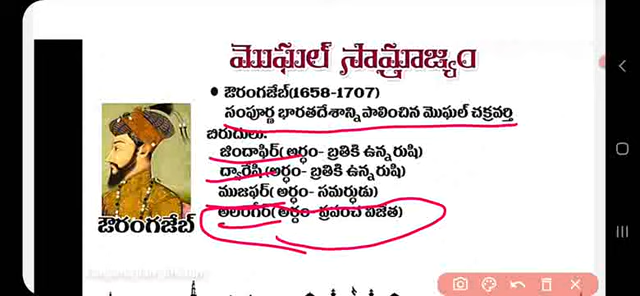 మొఘల్ సామ్రాజ్యం
• ఔరంగజేబ్(1658-1707)
సంపూర్ణ భారతదేశాన్ని పాలించిన మొఘల్ చక్రవర్తి
బిరుదులు:
జిందాఫిర్( అర్థం- బ్రతికి ఉన్నరుషి)
ద్వారేషి(అర్థం- బ్రతికి ఉన్నరుషి)
ముజఫర్( అర్థం- సమర్థుడు)
అలంగీర్( అర్థం- ప్రపంచ విజేత)
ఔరంగజేబ్